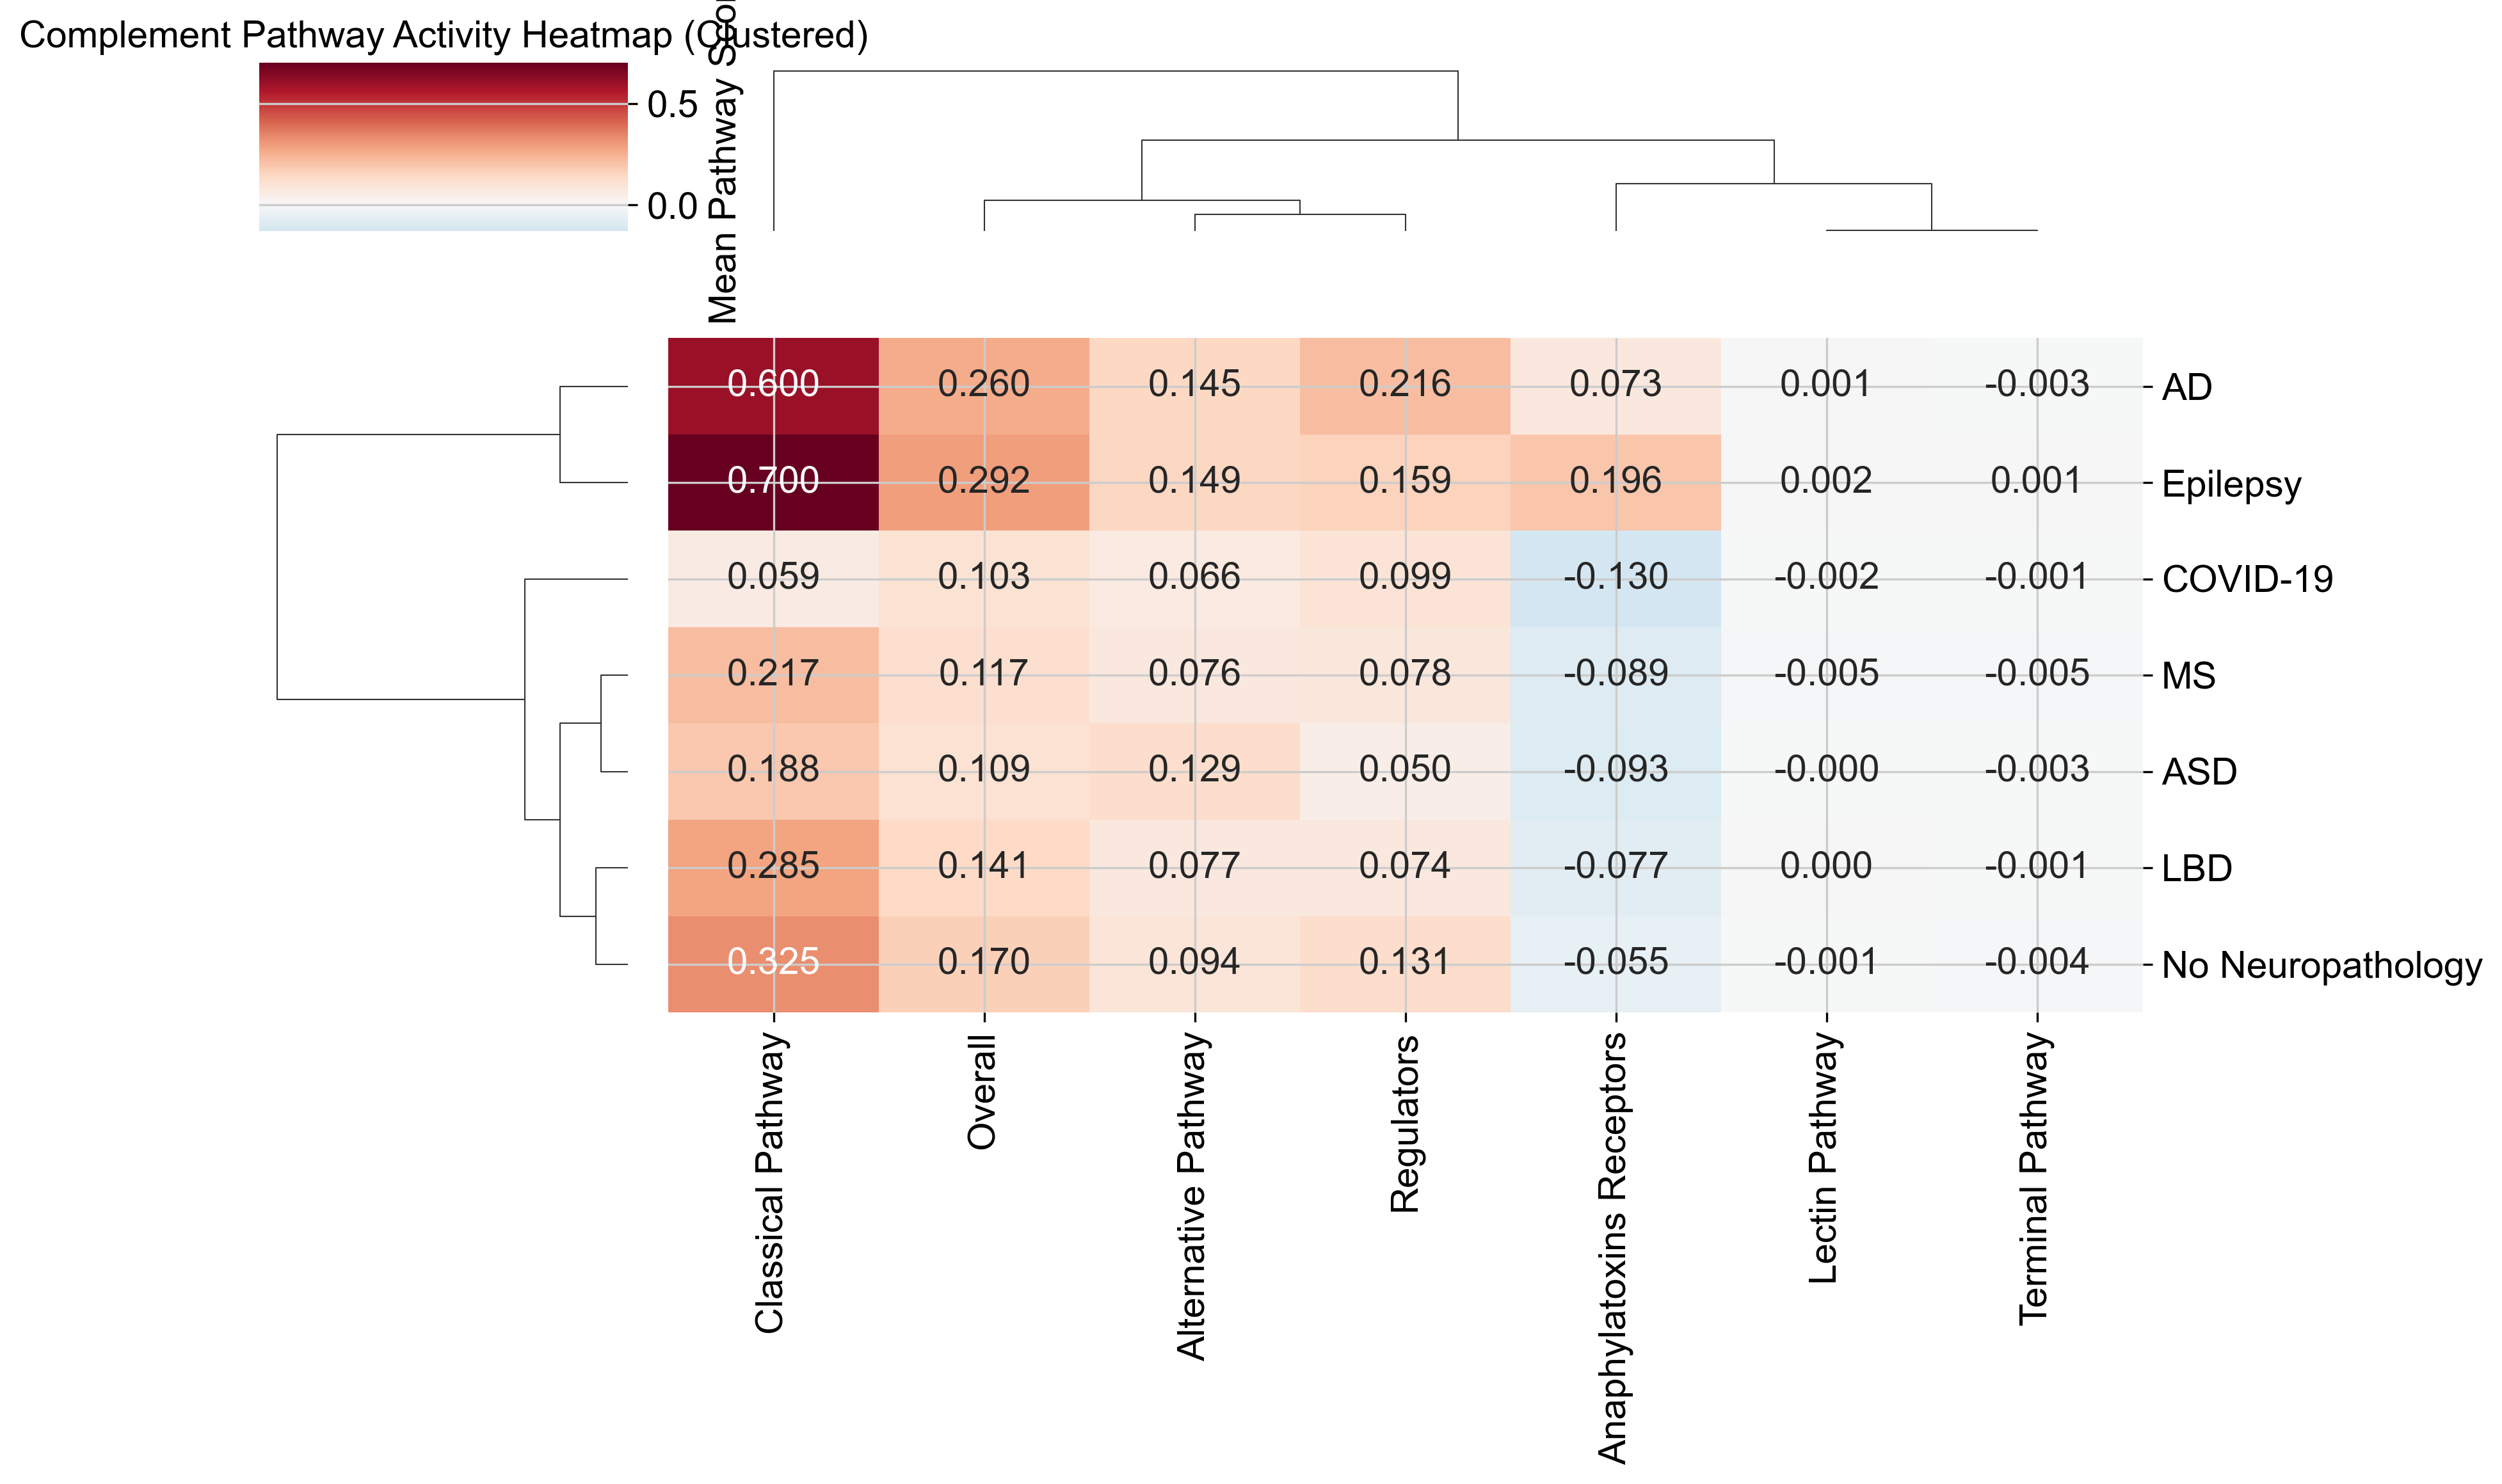 Complement Pathway Activity Heatmap (Clustered)
0.5
0.0
Mean Pathway
0.600 0.260 0.145 0.216 0.073 0.001 -0.003 AD
0.700 0.292 0.149 0.159 0.196 0.002 0.001 Epilepsy
0.059 0.103 0.066 0.099 -0.130 -0.002 -0.001 COVID-19
0.217 0.117 0.076 0.078 -0.089 -0.005 -0.005 MS
0.188 0.109 0.129 0.050 -0.093 -0.000 -0.003 ASD
0.285 0.141 0.077 0.074 -0.077 0.000 -0.001 LBD
0.325 0.170 0.094 0.131 -0.055 -0.001 -0.004 No Neuropathology
Classical Pathway
Overall
Alternative Pathway
Regulators
Anaphylatoxins Receptors
Lectin Pathway
Terminal Pathway